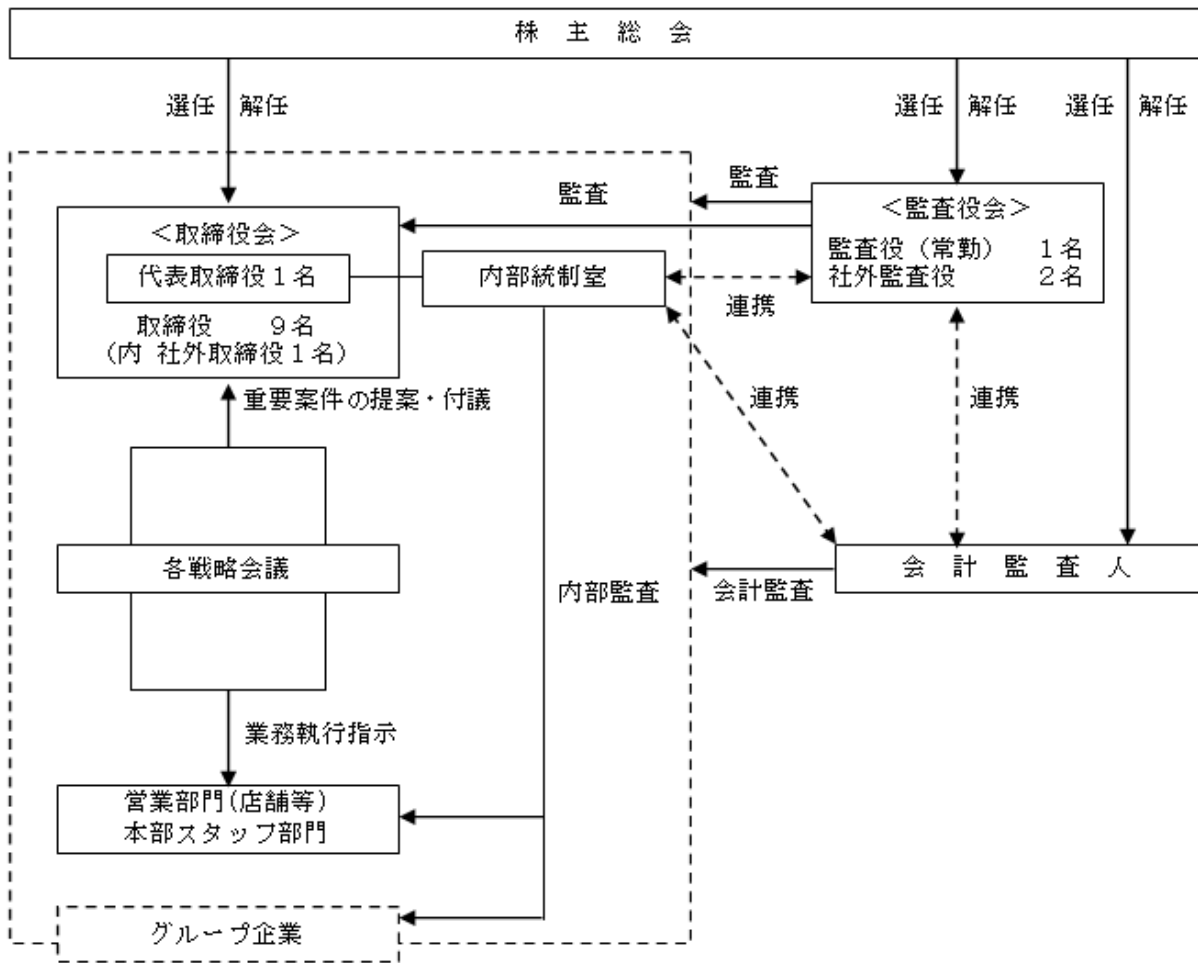 株　主　総　会
選任　解任
選任　解任
選任　解任
監査
監査
＜取締役会＞
代表取締役１名
取締役　　９名
(内 社外取締役１名)
内部統制室
＜監査役会＞
監査役（常勤）　１名
社外監査役　　　２名
連携
重要案件の提案・付議
連携
連携
各戦略会議
内部監査
会計監査
会　計　監　査　人
業務執行指示
営業部門(店舗等)
本部スタッフ部門
グループ企業